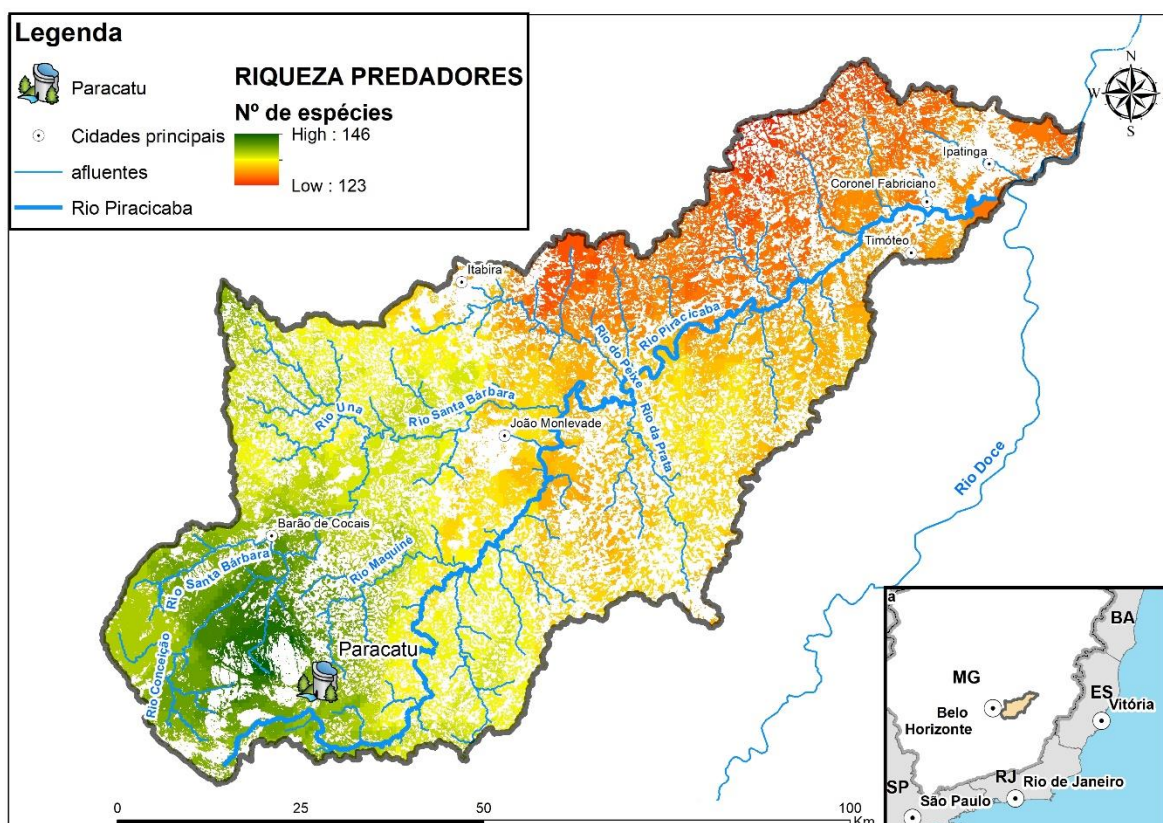 Legenda
Paracatu
Cidades principais
afluentes
Rio Piracicaba
RIQUEZA PREDADORES
Nº de espécies
High : 146
Low : 123
N
W
E
S
Ipatinga
Coronel Fabriciano
Timóteo
Itabira
Rio Piracicaba
Rio do Peixe
Rio da Prata
Rio Santa Bárbara
Rio Una
João Monlevade
Rio Doce
Barão de Cocais
Rio Santa Bárbara
Rio Maquiné
Rio Conceição
Paracatu
0
25
50
100
Km
a
BA
MG
ES
Vitória
Belo
Horizonte
RJ
Rio de Janeiro
SP
São Paulo